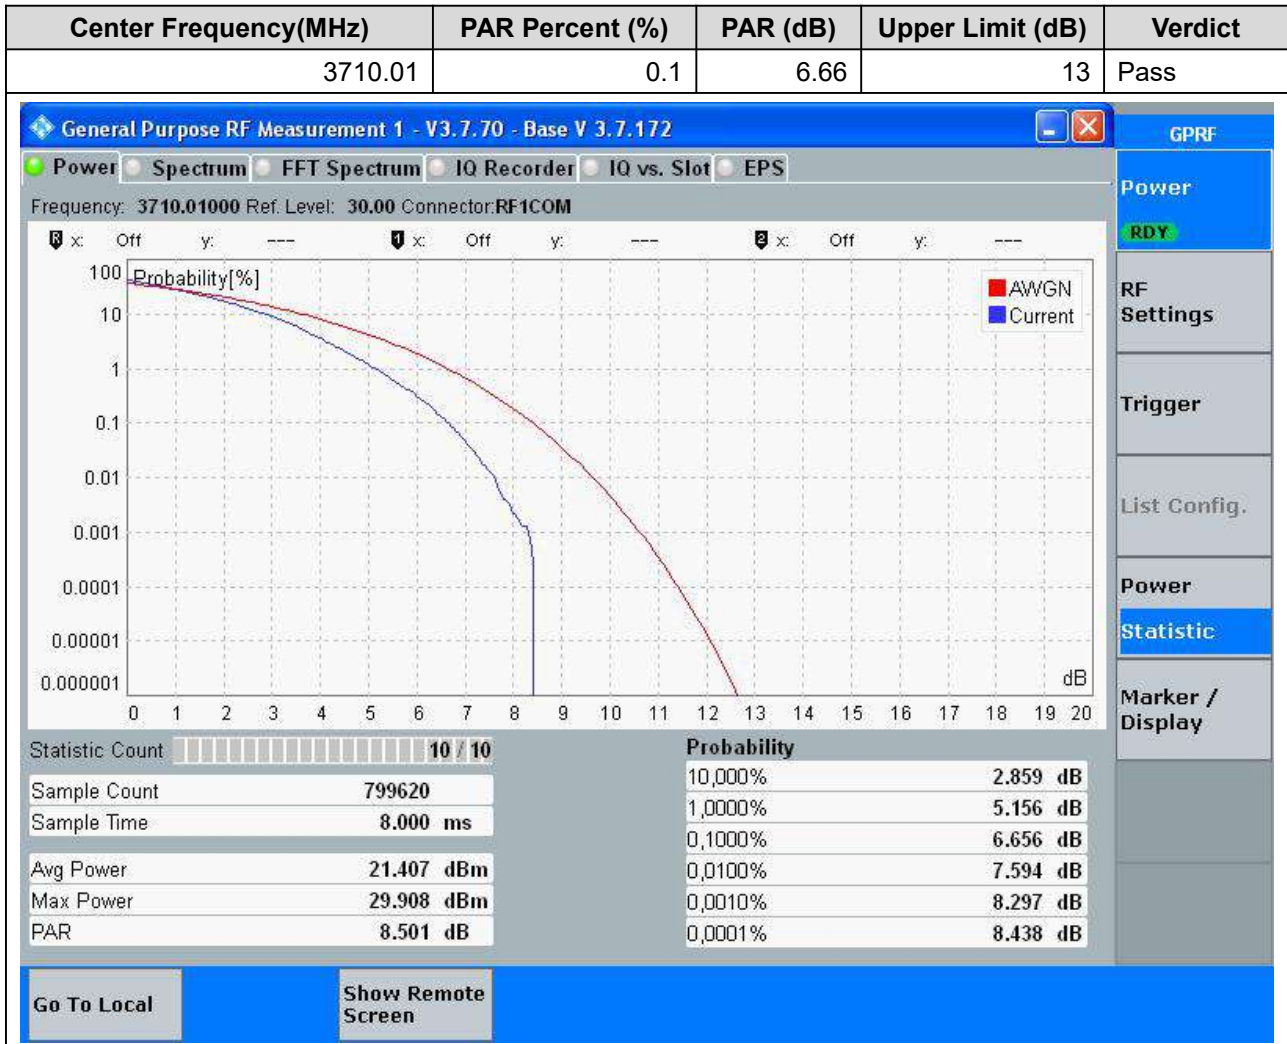 Center Frequency(MHz) PAR Percent (%) PAR (dB) Upper Limit (dB) Verdict
3710.01 0.1 6.66 13 Pass
General Purpose RF Measurement 1 - V3.7.70 - Base V 3.7.172
GPRF
Power Spectrum FFT Spectrum IQ Recorder IQ vs. Slot EPS
Frequency: 3710.01000 Ref. Level: 30.00 Connector:RF1COM
R x: Off y: --- 1 x: Off y: --- 2 x: Off y: ---
Probability[%]
AWGN
Current
100
10
1
0.1
0.01
0.001
0.0001
0.00001
0.000001
dB
0 1 2 3 4 5 6 7 8 9 10 11 12 13 14 15 16 17 18 19 20
Statistic Count 10 / 10
Sample Count 799620
Sample Time 8.000 ms
Avg Power 21.407 dBm
Max Power 29.908 dBm
PAR 8.501 dB
Probability
10,000% 2.859 dB
1,0000% 5.156 dB
0,1000% 6.656 dB
0,0100% 7.594 dB
0,0010% 8.297 dB
0,0001% 8.438 dB
Power
RDY
RF
Settings
Trigger
List Config.
Power
Statistic
Marker /
Display
Go To Local
Show Remote
Screen